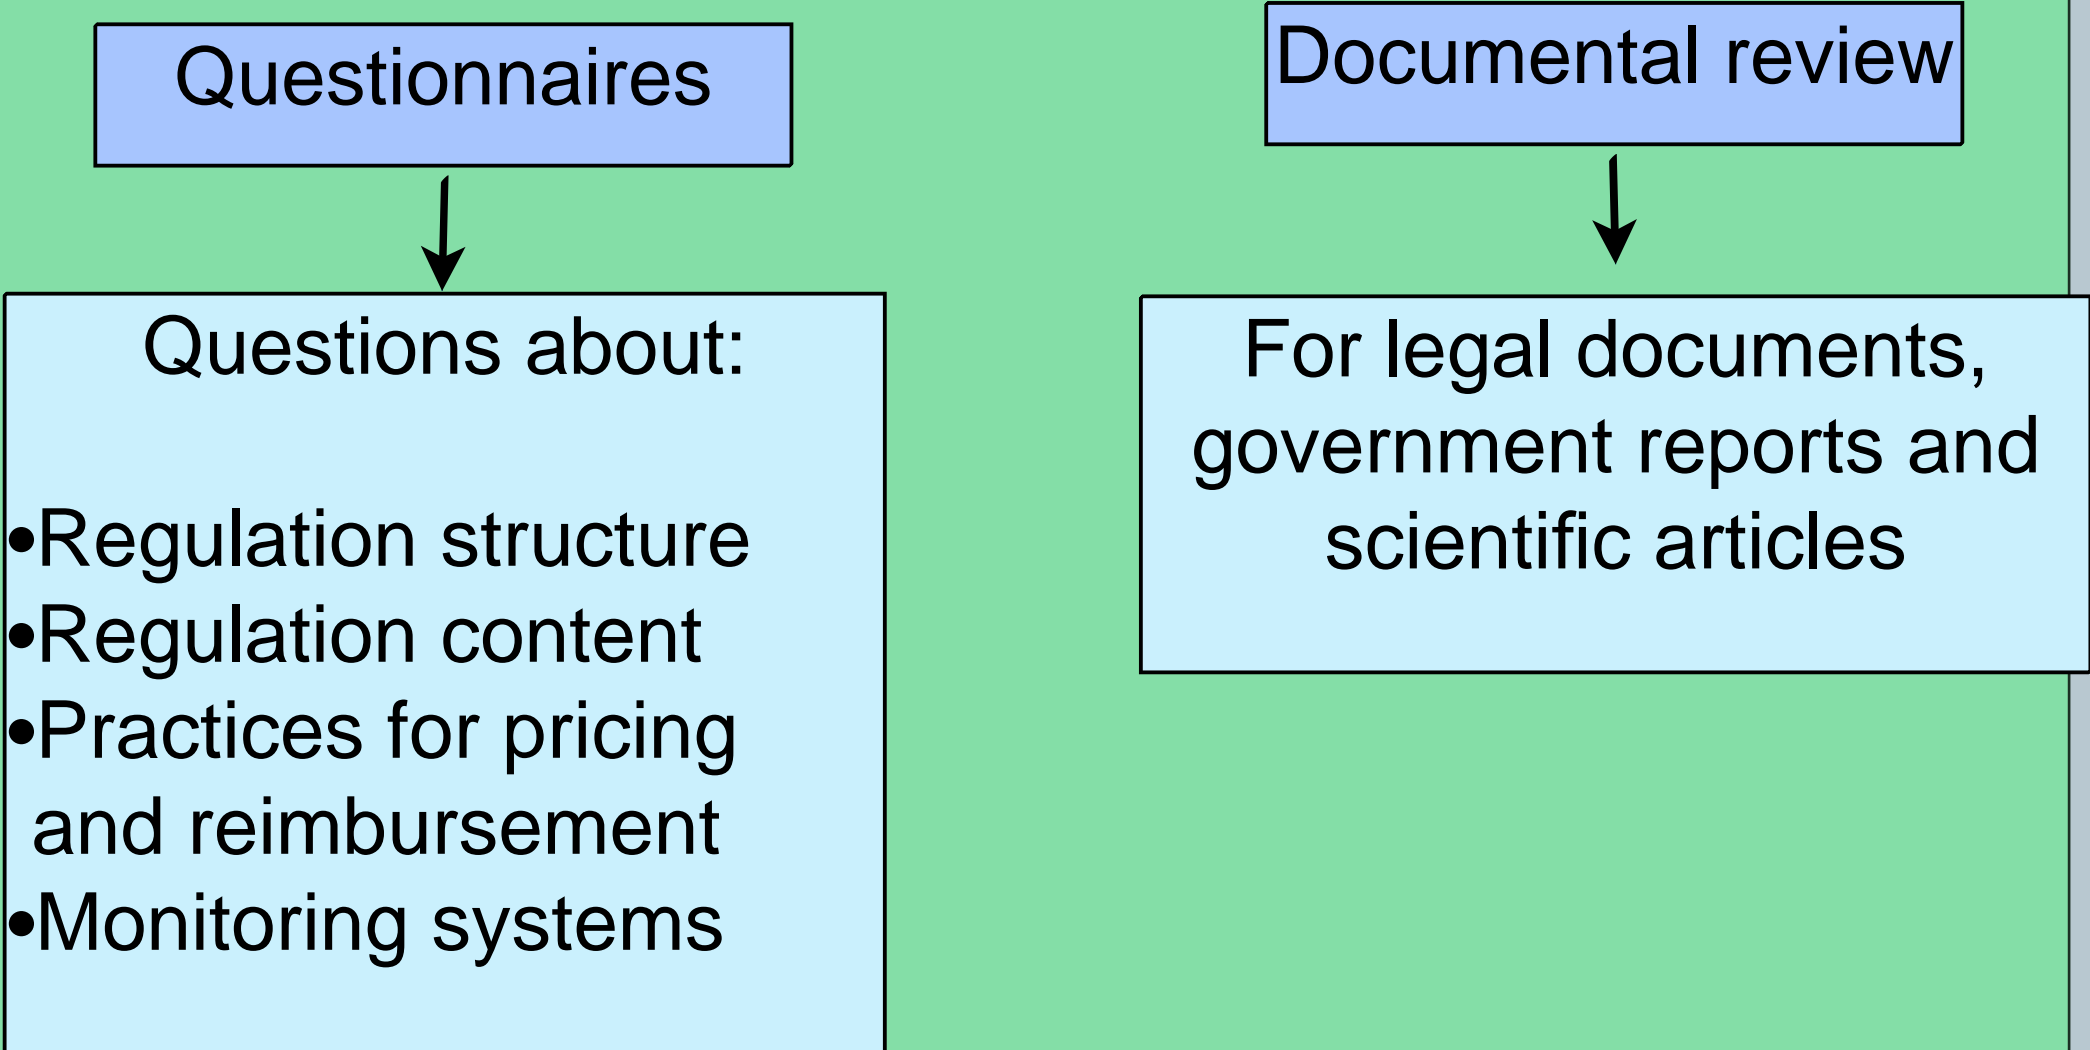 Questionnaires
Questions about:
•Regulation structure
•Regulation content
•Practices for pricing
and reimbursement
•Monitoring systems
Documental review
For legal documents,
government reports and
scientific articles